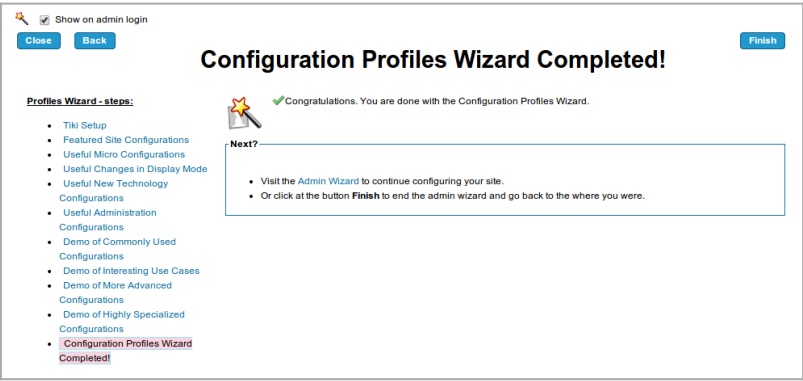 Show on admin login
Close
Back
Finish
Configuration Profiles Wizard Completed!
Profiles Wizard - steps:
Tiki Setup
Featured Site Configurations
Useful Micro Configurations
Useful Changes in Display Mode
Useful New Technology
Configurations
Useful Administration
Configurations
Demo of Commonly Used
Configurations
Demo of Interesting Use Cases
Demo of More Advanced
Configurations
Demo of Highly Specialized
Configurations
Configuration Profiles Wizard
Completed!
Congratulations. You are done with the Configuration Profiles Wizard.
Next?
Visit the Admin Wizard to continue configuring your site.
Or click at the button Finish to end the admin wizard and go back to the where you were.